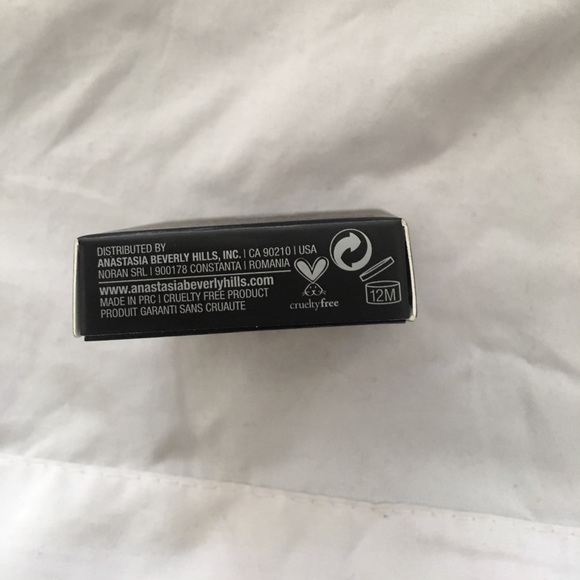 DISTRIBUTED BY
ANASTASIA BEVERLY HILLS, INC. | CA 90210 | USA
NORAN SRL | 900178 CONSTANTA | ROMANIA
www.anastasiabeverlyhills.com
MADE IN PRC | CRUELTY FREE PRODUCT
PRODUIT GARANTI SANS CRUAUTE
crueltyfree
12M